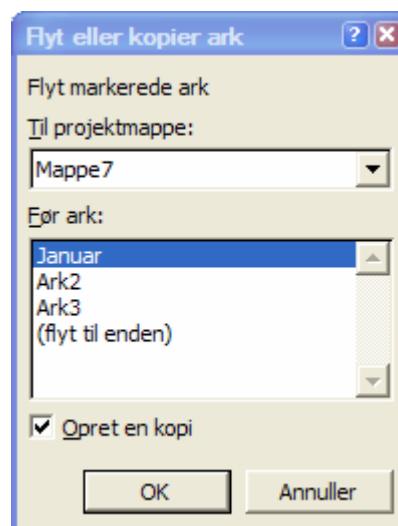 Flyt eller kopier ark
Flyt markerede ark
Til projektmappe:
Mappe7
Før ark:
Januar
Ark2
Ark3
(flyt til enden)
Opret en kopi
OK Annuller